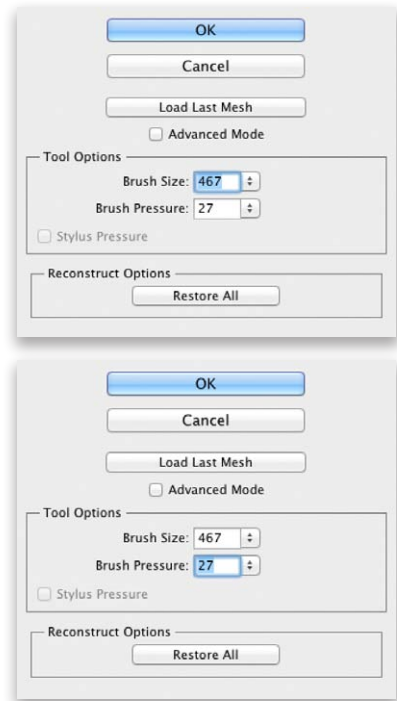 OK
Cancel
Load Last Mesh
Advanced Mode
Tool Options
Brush Size: 467
Brush Pressure: 27
Stylus Pressure
Reconstruct Options
Restore All
OK
Cancel
Load Last Mesh
Advanced Mode
Tool Options
Brush Size: 467
Brush Pressure: 27
Stylus Pressure
Reconstruct Options
Restore All